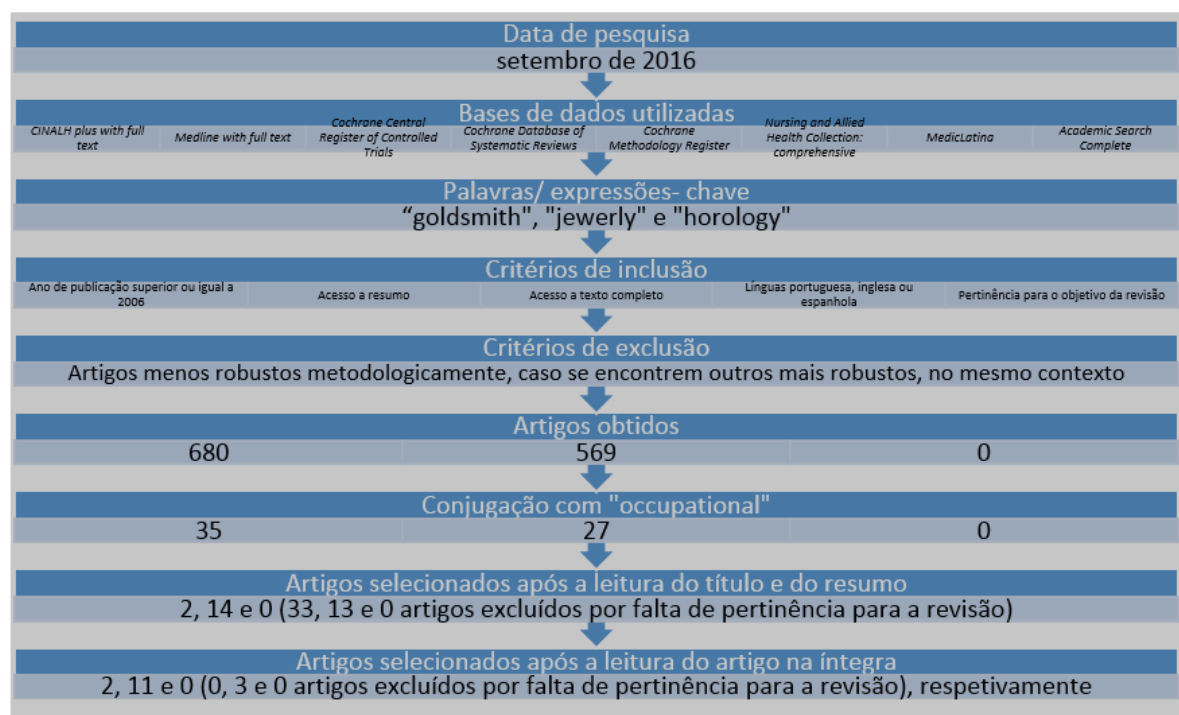 Data de pesquisa
setembro de 2016
Bases de dados utilizadas
CINALH plus with full
text
Medline with full text
Cochrane Central
Register of Controlled
Trials
Cochrane Database of
Systematic Reviews
Cochrane
Methodology Register
Nursing and Allied
Health Collection:
comprehensive
MedicLatina
Academic Search
Complete
Palavras/ expressões- chave
“goldsmith", "jewerly" e "horology"
Critérios de inclusão
Ano de publicação superior ou igual a
2006
Acesso a resumo
Acesso a texto completo
Línguas portuguesa, inglesa ou
espanhola
Pertinência para o objetivo da revisão
Critérios de exclusão
Artigos menos robustos metodologicamente, caso se encontrem outros mais robustos, no mesmo contexto
Artigos obtidos
680 569 0
Conjugação com "occupational"
35 27 0
Artigos selecionados após a leitura do título e do resumo
2, 14 e 0 (33, 13 e 0 artigos excluídos por falta de pertinência para a revisão)
Artigos selecionados após a leitura do artigo na íntegra
2, 11 e 0 (0, 3 e 0 artigos excluídos por falta de pertinência para a revisão), respetivamente